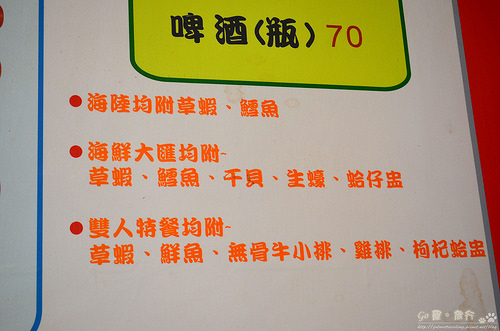 啤酒(瓶) 70
●海陸均附草蝦、鱈魚
●海鮮大匯均附~
草蝦、鱈魚、干貝、生蠔、蛤仔盅
●雙人特餐均附~
草蝦、鮮魚、無骨牛小排、雞排、枸杞蛤盅